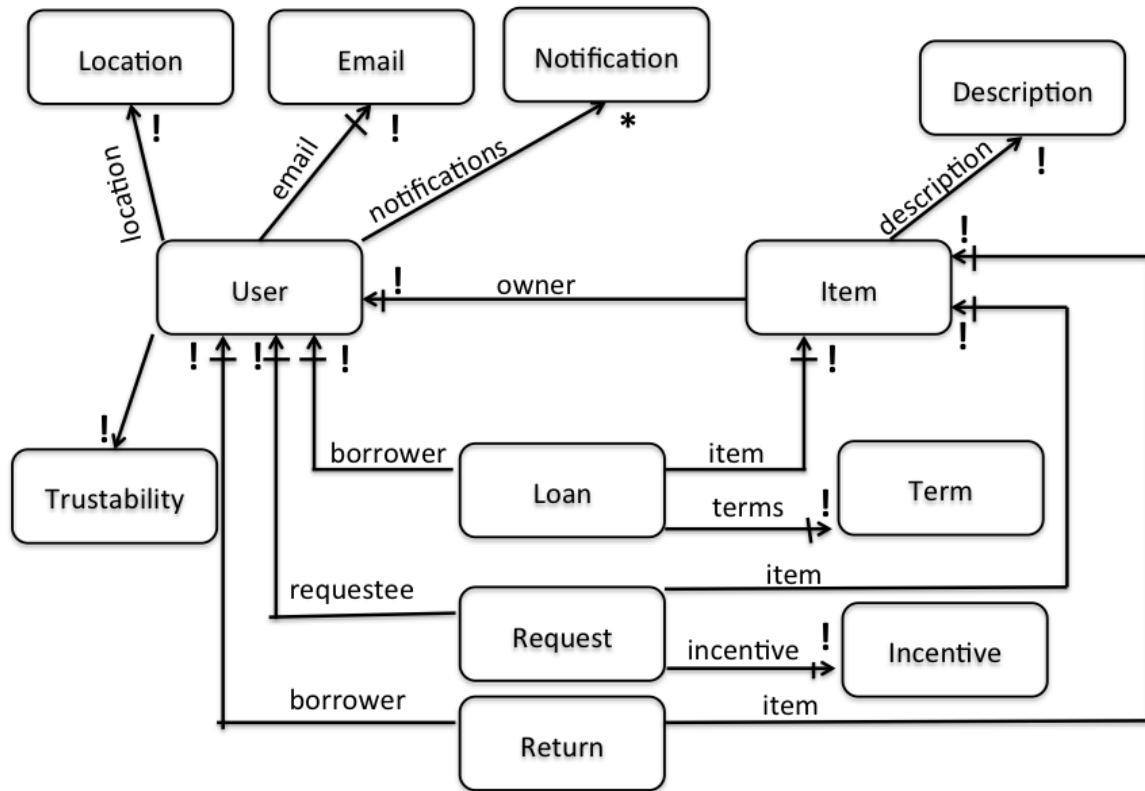 Location
Email
Notification
Description
!
!
*
!
location
email
notifications
description
User
!
owner
Item
!
!
!
!
!
!
!
Trustability
borrower
Loan
item
terms
!
Term
requestee
Request
item
incentive
!
Incentive
borrower
Return
item